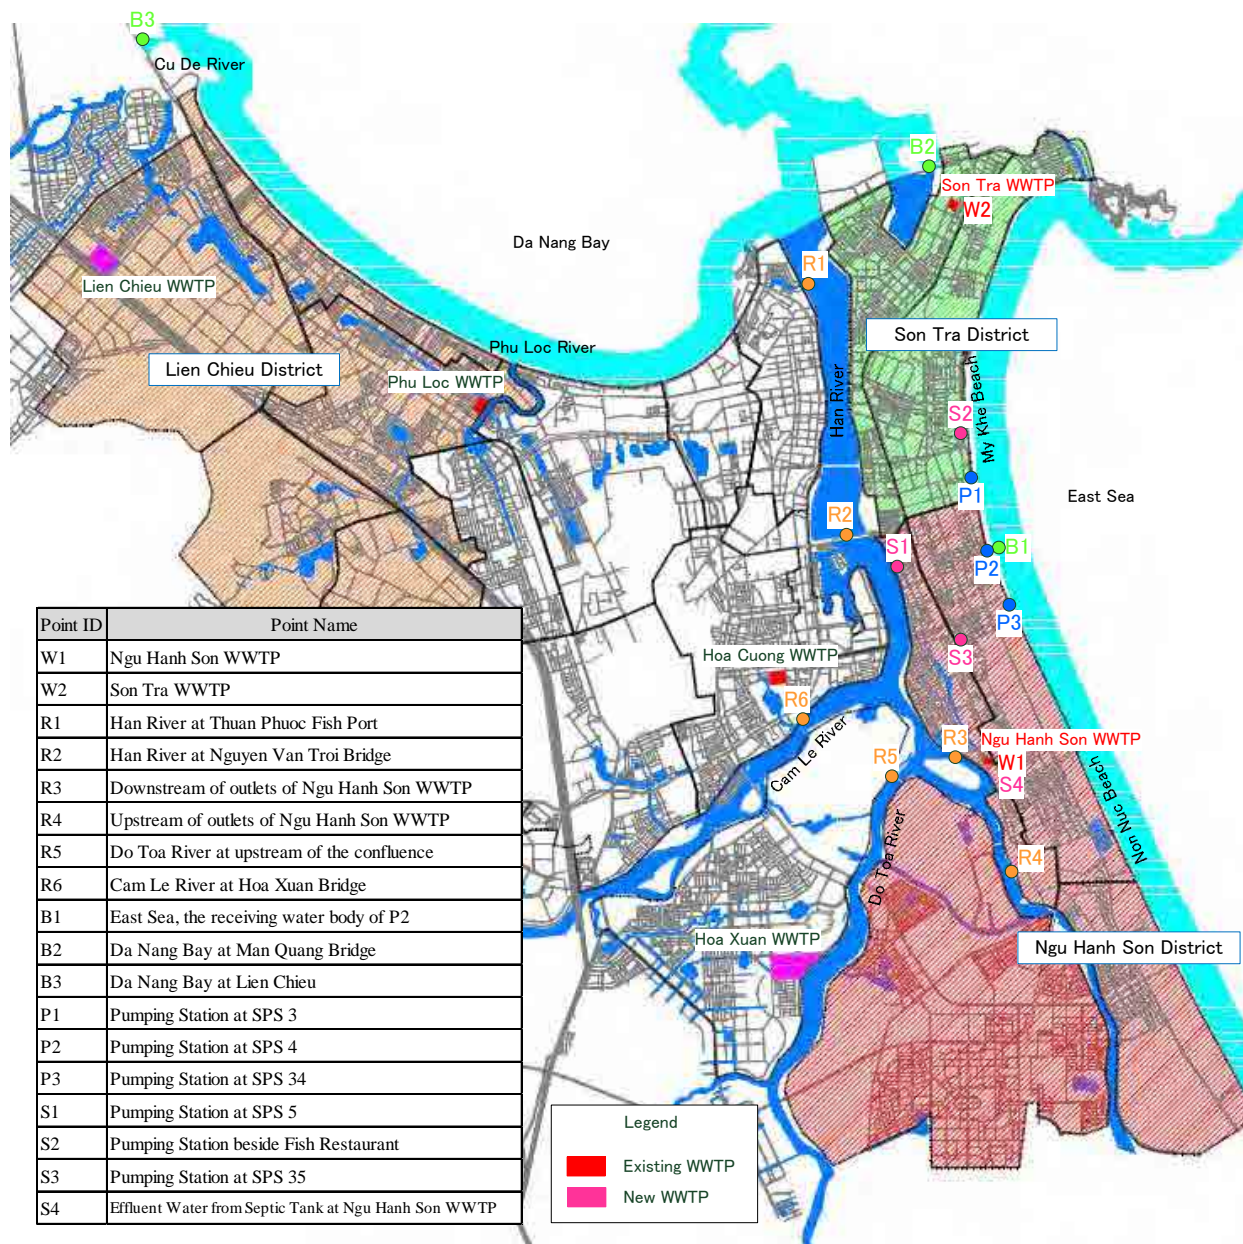 B3
Cu De River
B2
Son Tra WWTP
W2
Da Nang Bay
R1
Lien Chieu WWTP
Son Tra District
Phu Loc River
Lien Chieu District
Phu Loc WWTP
Han River
My Khe Beach
S2
P1
East Sea
R2
S1
B1
P2
P3
Hoa Cuong WWTP
S3
R6
Cam Le River
R5
R3
Ngu Hanh Son WWTP
W1
S4
Non Nuc Beach
Do Toa River
R4
Hoa Xuan WWTP
Ngu Hanh Son District
Point ID Point Name
W1 Ngu Hanh Son WWTP
W2 Son Tra WWTP
R1 Han River at Thuan Phuoc Fish Port
R2 Han River at Nguyen Van Troi Bridge
R3 Downstream of outlets of Ngu Hanh Son WWTP
R4 Upstream of outlets of Ngu Hanh Son WWTP
R5 Do Toa River at upstream of the confluence
R6 Cam Le River at Hoa Xuan Bridge
B1 East Sea, the receiving water body of P2
B2 Da Nang Bay at Man Quang Bridge
B3 Da Nang Bay at Lien Chieu
P1 Pumping Station at SPS 3
P2 Pumping Station at SPS 4
P3 Pumping Station at SPS 34
S1 Pumping Station at SPS 5
S2 Pumping Station beside Fish Restaurant
S3 Pumping Station at SPS 35
S4 Effluent Water from Septic Tank at Ngu Hanh Son WWTP
Legend
Existing WWTP
New WWTP